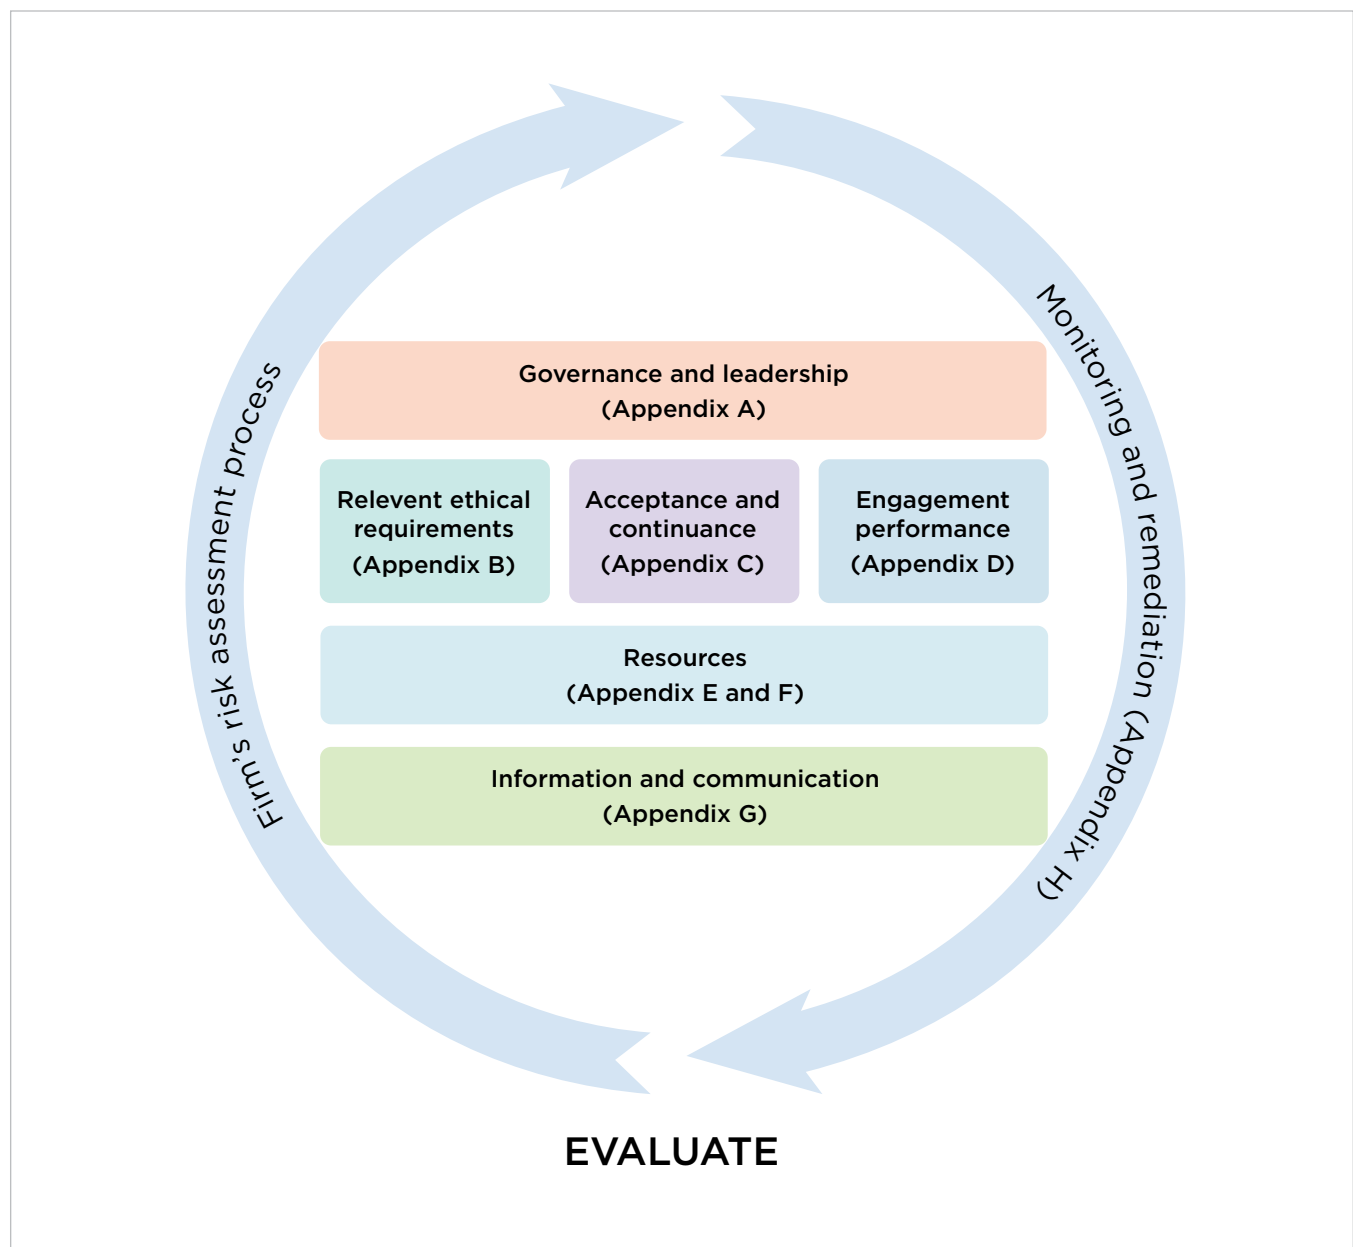 Firm's risk assessment process
Monitoring and remediation (Appendix H)
Governance and leadership
(Appendix A)
Relevent ethical
requirements
(Appendix B)
Acceptance and
continuance
(Appendix C)
Engagement
performance
(Appendix D)
Resources
(Appendix E and F)
Information and communication
(Appendix G)
EVALUATE